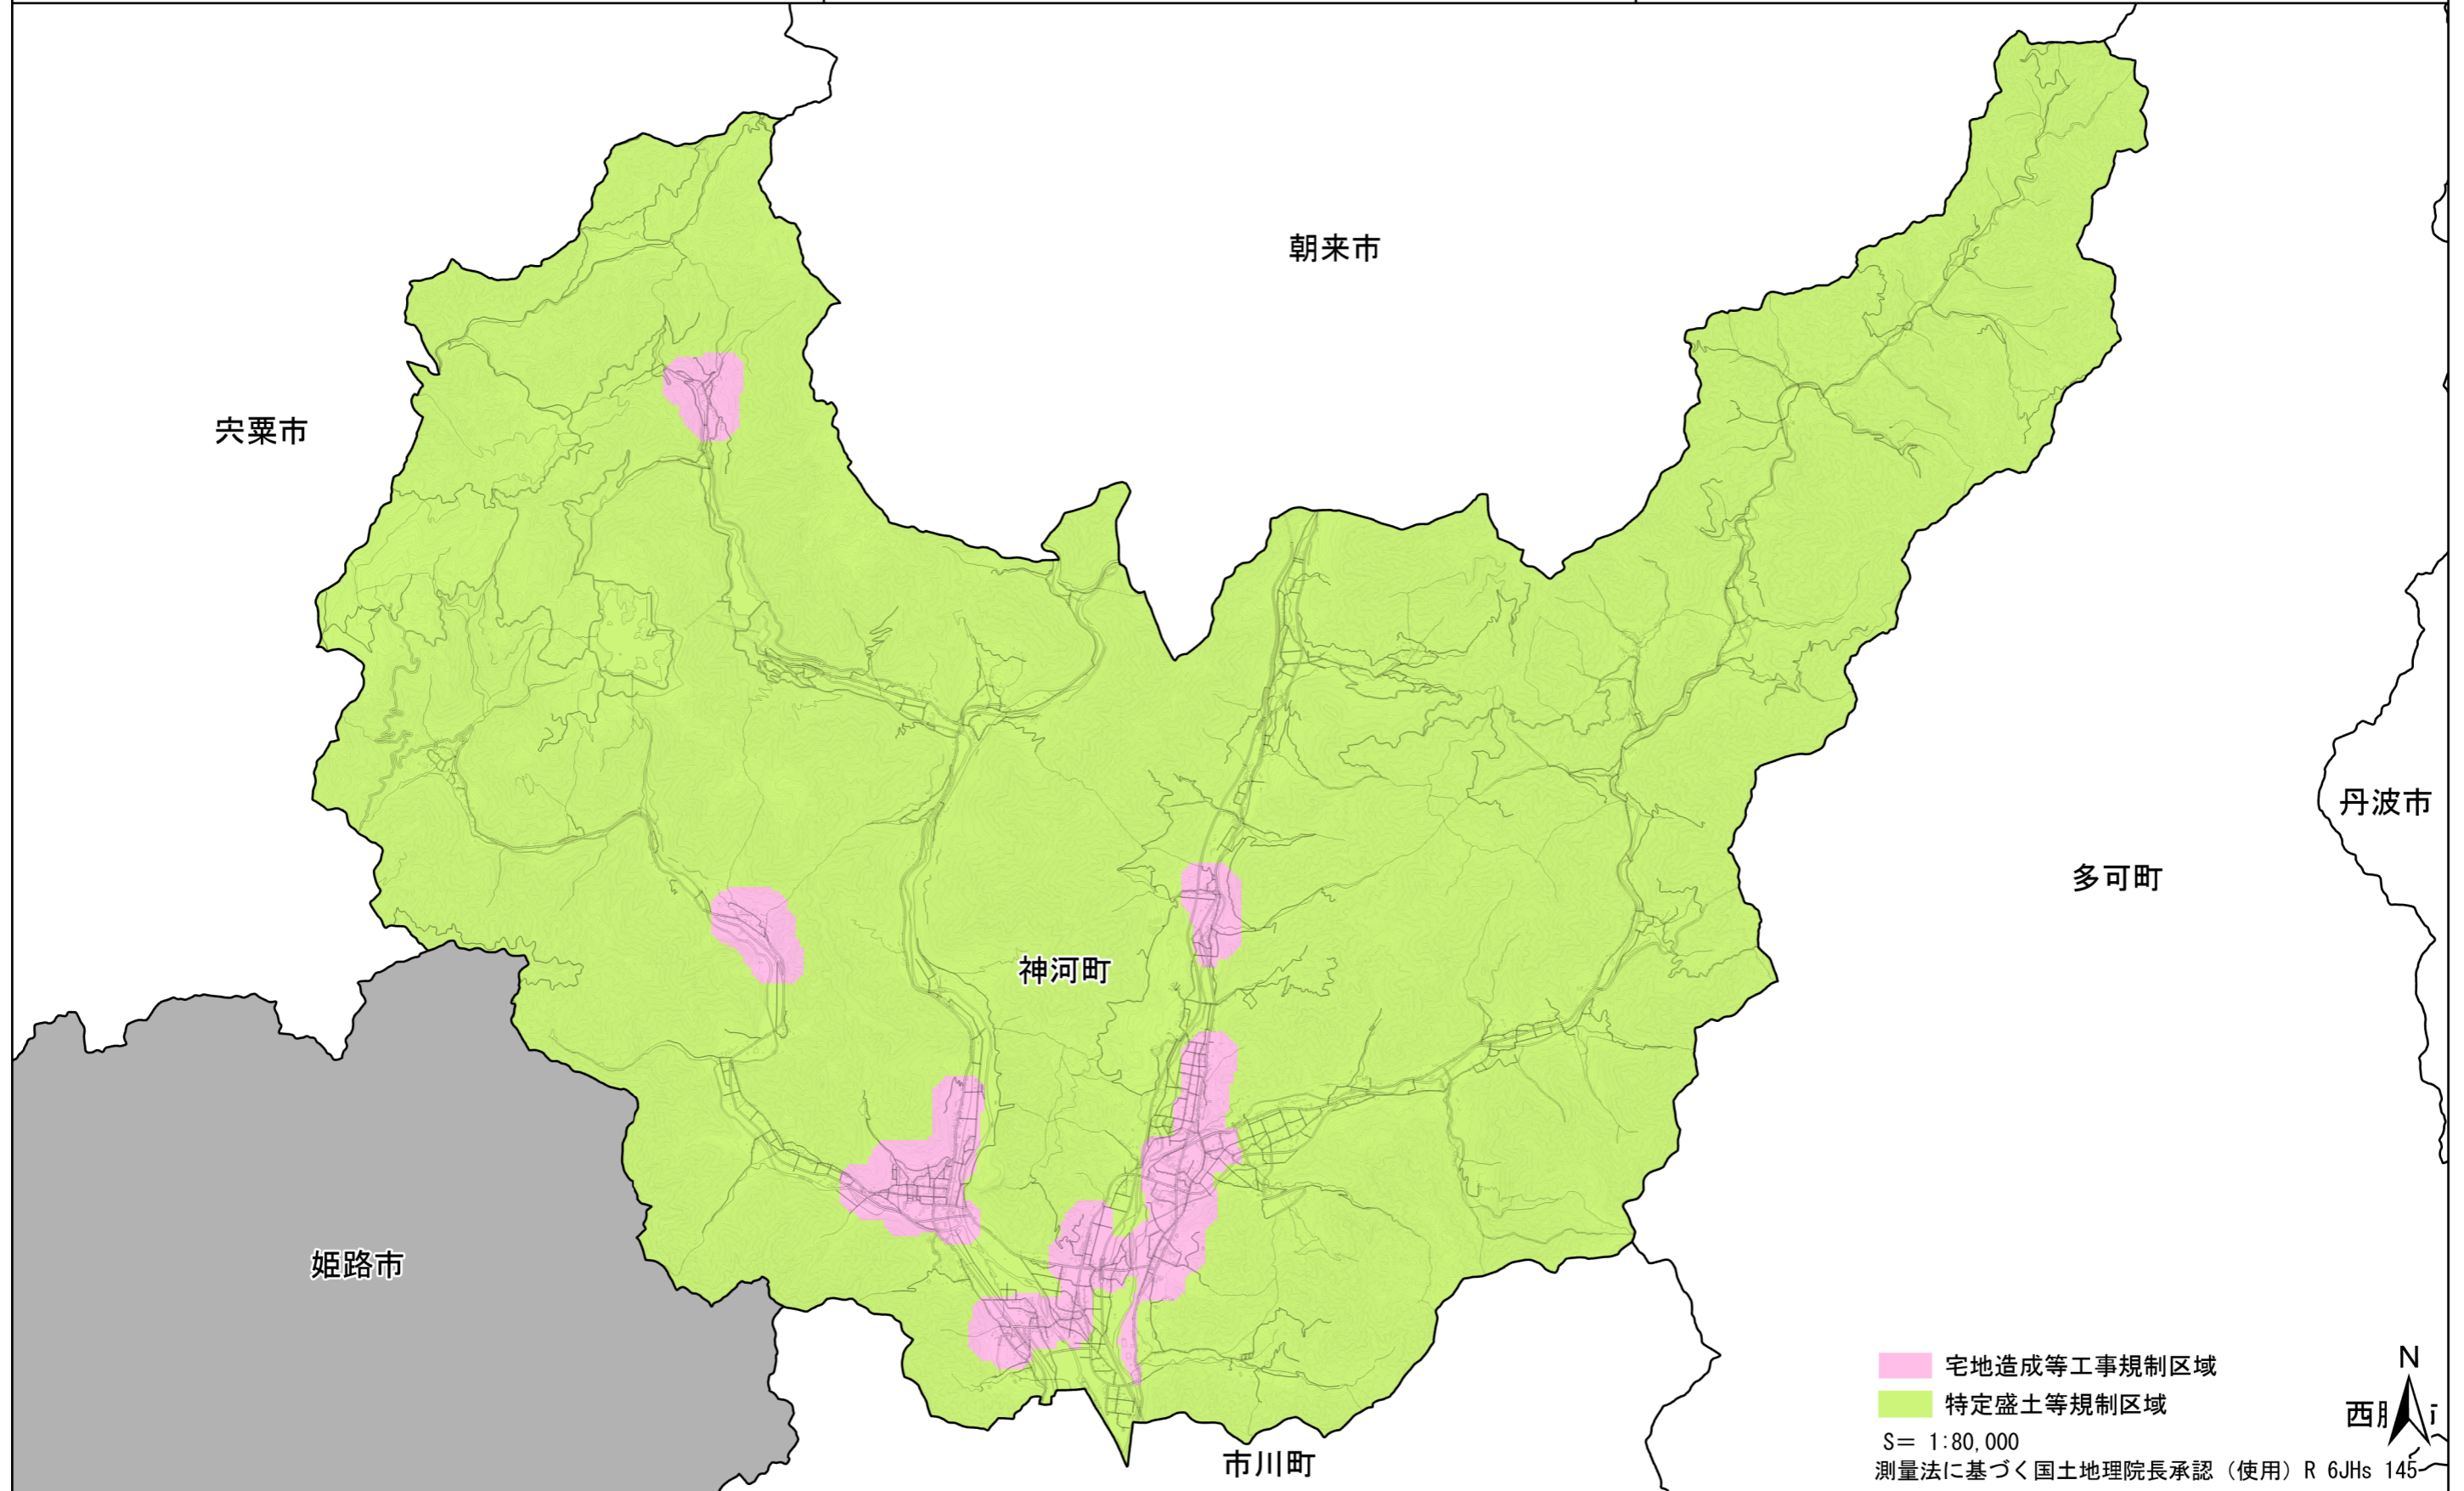 朝来市
宍粟市
丹波市
多可町
神河町
姫路市
N
宅地造成等工事規制区域
特定盛土等規制区域
西
S= 1:80,000
市川町
測量法に基づく国土地理院長承認（使用）R 6JHs 145